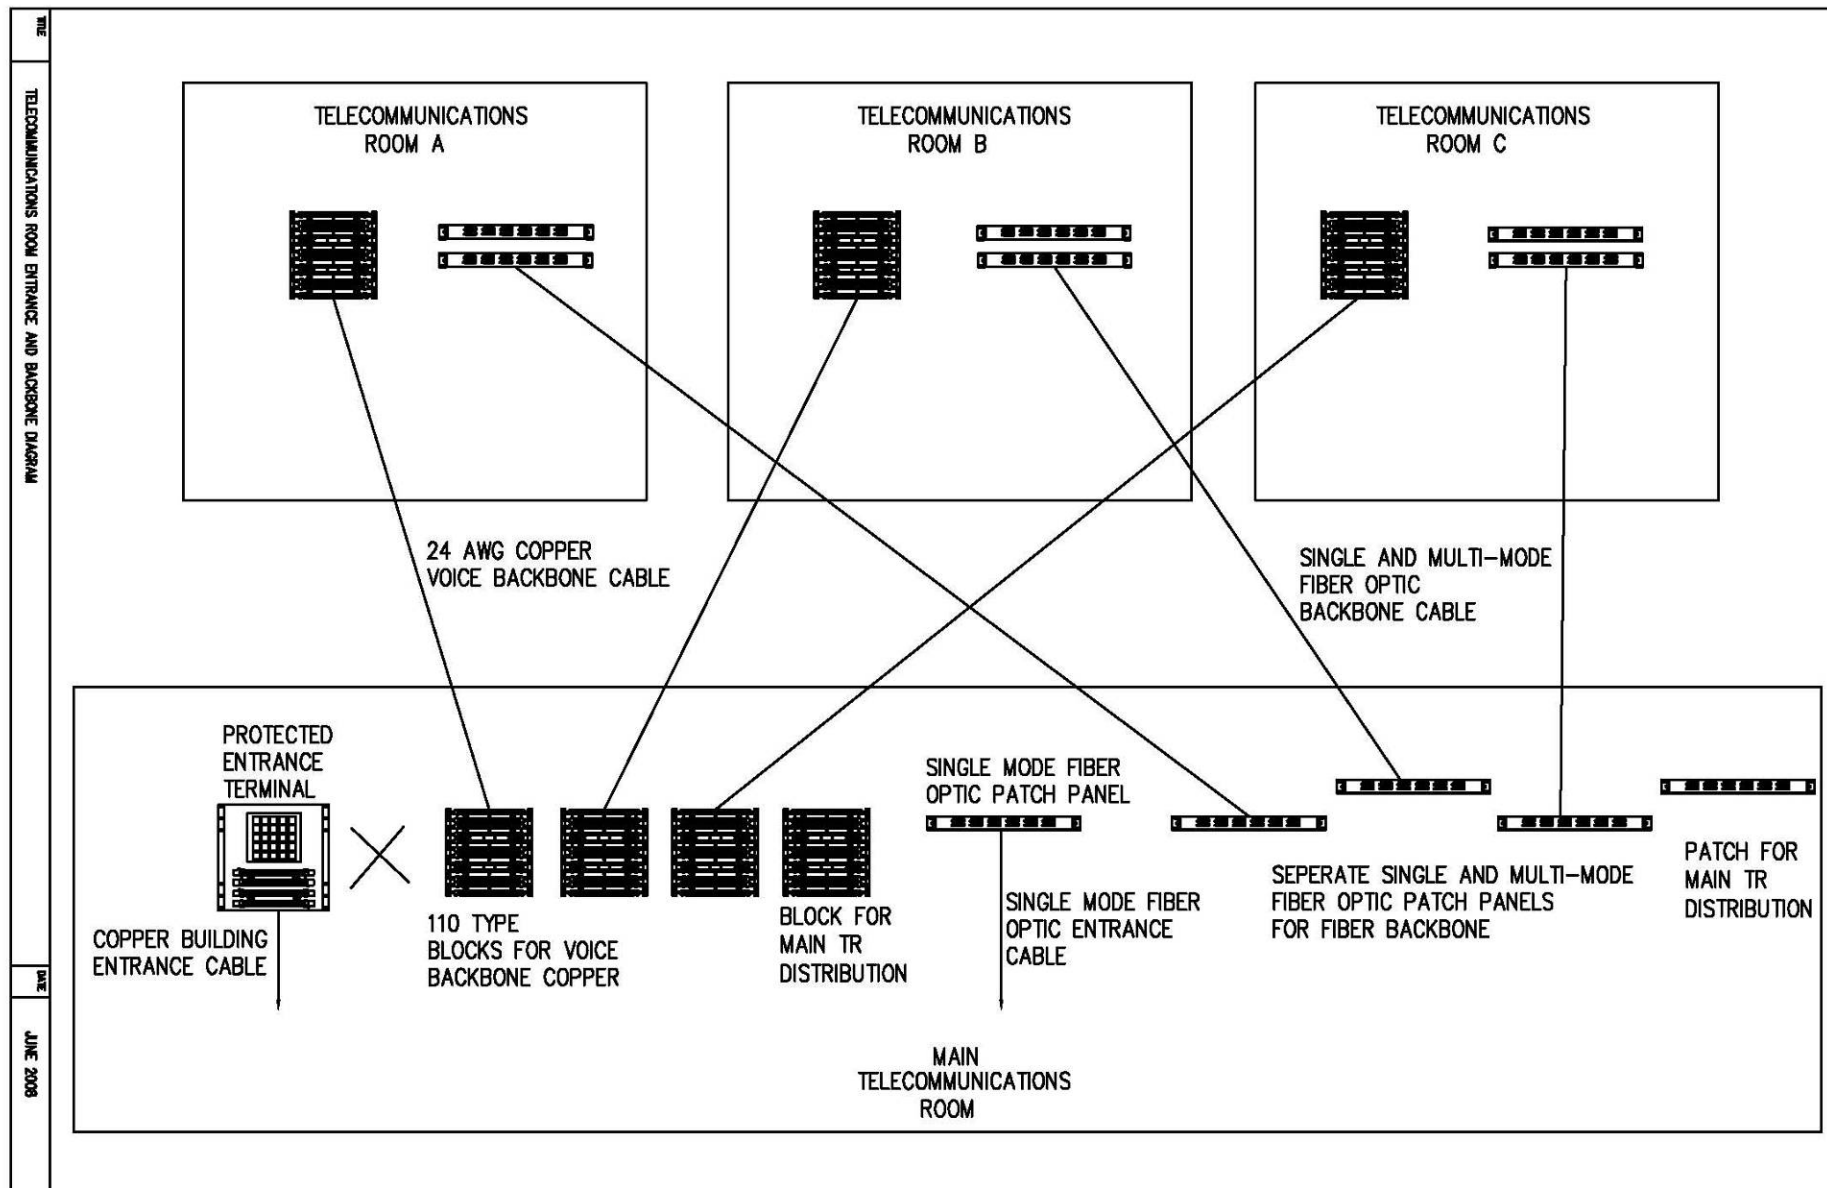 TITLE
TELECOMMUNICATIONS ROOM ENTRANCE AND BACKBONE DIAGRAM
DATE
JUNE 2008
TELECOMMUNICATIONS
ROOM A
TELECOMMUNICATIONS
ROOM B
TELECOMMUNICATIONS
ROOM C
24 AWG COPPER
VOICE BACKBONE CABLE
SINGLE AND MULTI-MODE
FIBER OPTIC
BACKBONE CABLE
PROTECTED
ENTRANCE
TERMINAL
COPPER BUILDING
ENTRANCE CABLE
110 TYPE
BLOCKS FOR VOICE
BACKBONE COPPER
BLOCK FOR
MAIN TR
DISTRIBUTION
SINGLE MODE FIBER
OPTIC PATCH PANEL
SINGLE MODE FIBER
OPTIC ENTRANCE
CABLE
SEPERATE SINGLE AND MULTI-MODE
FIBER OPTIC PATCH PANELS
FOR FIBER BACKBONE
PATCH FOR
MAIN TR
DISTRIBUTION
MAIN
TELECOMMUNICATIONS
ROOM